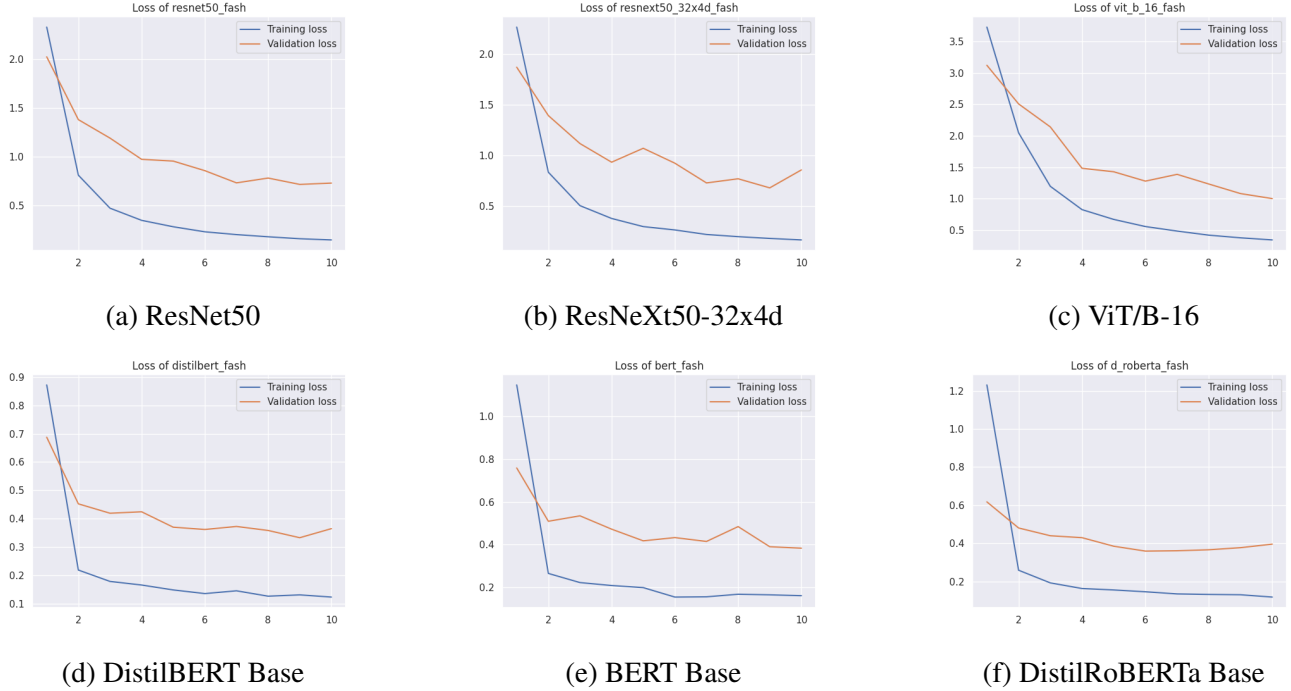 Loss of resnet50_fash
Training loss
Validation loss
2.0
1.5
1.0
0.5
2 4 6 8 10
(a) ResNet50
Loss of resnext50_32x4d_fash
Training loss
Validation loss
2.0
1.5
1.0
0.5
2 4 6 8 10
(b) ResNeXt50-32x4d
Loss of vit_b_16_fash
Training loss
Validation loss
3.5
3.0
2.5
2.0
1.5
1.0
0.5
2 4 6 8 10
(c) ViT/B-16
Loss of distilbert_fash
Training loss
Validation loss
0.9
0.8
0.7
0.6
0.5
0.4
0.3
0.2
0.1
2 4 6 8 10
(d) DistilBERT Base
Loss of bert_fash
Training loss
Validation loss
1.0
0.8
0.6
0.4
0.2
2 4 6 8 10
(e) BERT Base
Loss of d_roberta_fash
Training loss
Validation loss
1.2
1.0
0.8
0.6
0.4
0.2
2 4 6 8 10
(f) DistilRoBERTa Base